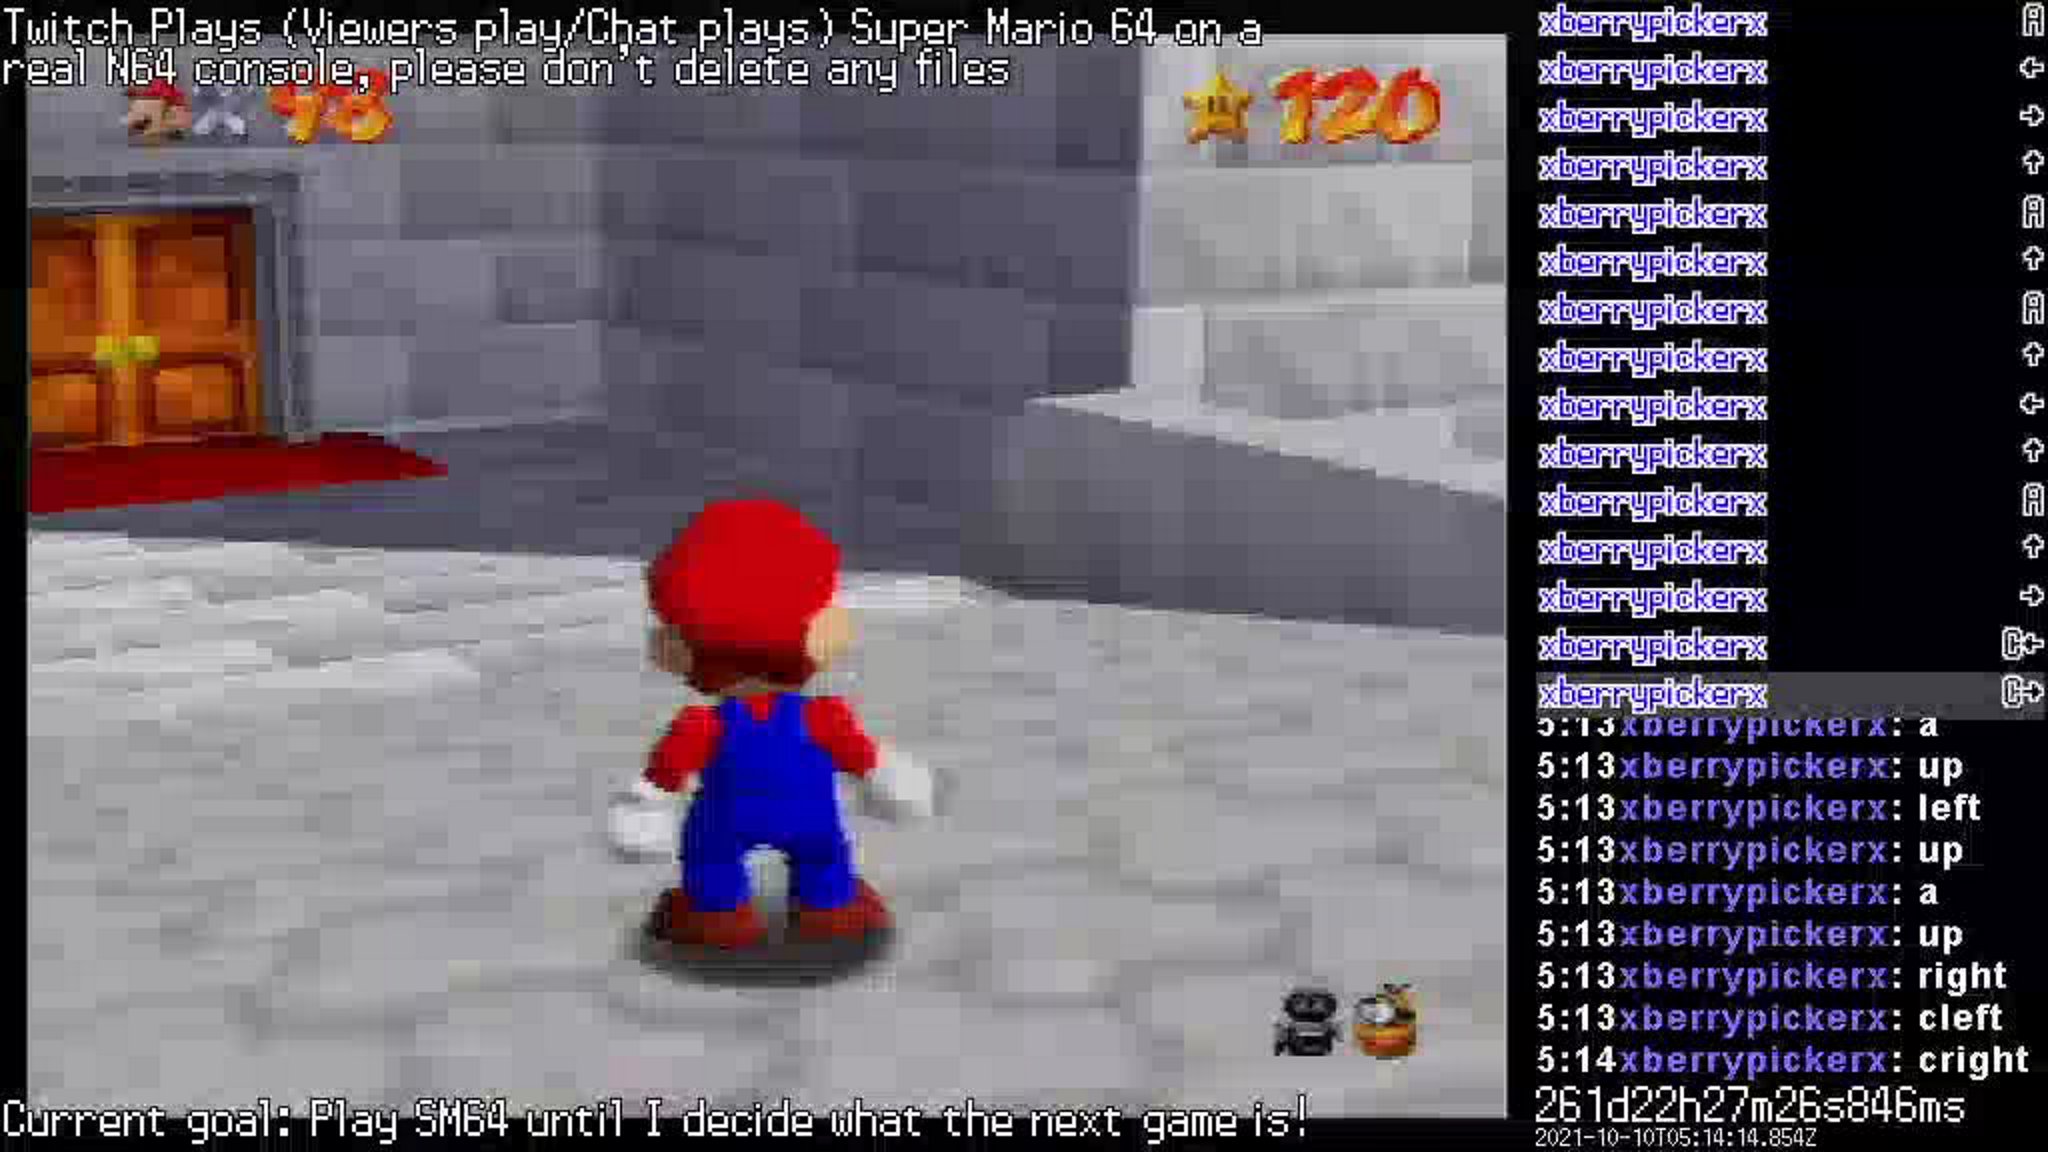 Twitch Plays (Viewers play/Chat plays) Super Mario 64 on a
real N64 console, please don't delete any files
120
xberrypickerx A
xberrypickerx ←
xberrypickerx →
xberrypickerx ↑
xberrypickerx A
xberrypickerx ↑
xberrypickerx A
xberrypickerx ↑
xberrypickerx ←
xberrypickerx ↑
xberrypickerx A
xberrypickerx ↑
xberrypickerx →
xberrypickerx C←
xberrypickerx C→
5:13xberrypickerx: a
5:13xberrypickerx: up
5:13xberrypickerx: left
5:13xberrypickerx: up
5:13xberrypickerx: a
5:13xberrypickerx: up
5:13xberrypickerx: right
5:13xberrypickerx: cleft
5:14xberrypickerx: cright
261d22h27m26s846ms
2021-10-10T05:14:14.854Z
Current goal: Play SM64 until I decide what the next game is!